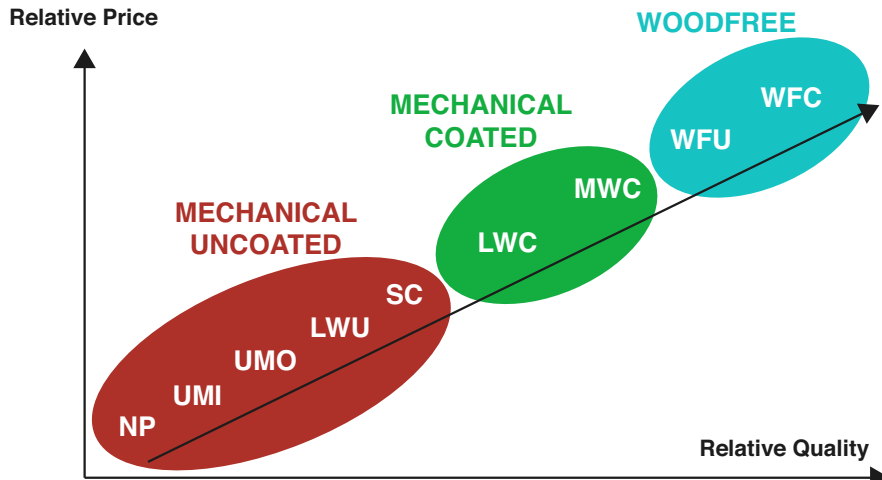 Relative Price
WOODFREE
WFC
WFU
MECHANICAL
COATED
MWC
LWC
MECHANICAL
UNCOATED
SC
LWU
UMO
UMI
NP
Relative Quality